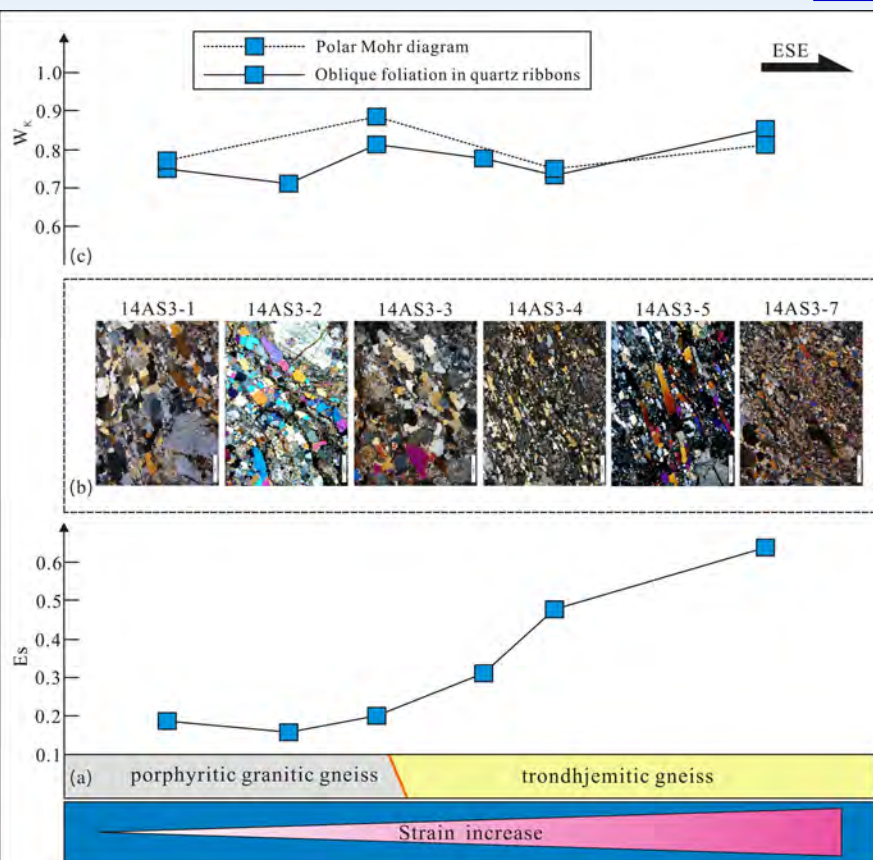 Polar Mohr diagram
Oblique foliation in quartz ribbons
ESE
1.0
0.9
0.8
0.7
0.6
W_K
(c)
14AS3-1 14AS3-2 14AS3-3 14AS3-4 14AS3-5 14AS3-7
(b)
0.6
0.5
0.4
0.3
0.2
0.1
Es
(a) porphyritic granitic gneiss trondhjemitic gneiss
Strain increase